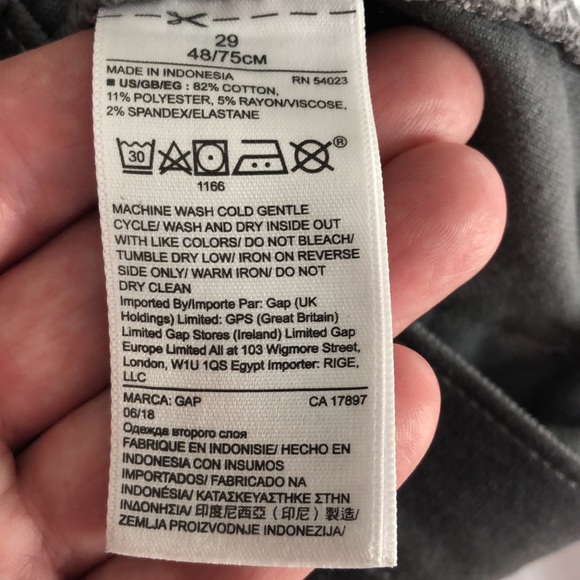 29
48/75CM
MADE IN INDONESIA RN 54023
■ US/GB/EG : 82% COTTON,
11% POLYESTER, 5% RAYON/VISCOSE,
2% SPANDEX/ELASTANE
30
®
1166
MACHINE WASH COLD GENTLE
CYCLE/ WASH AND DRY INSIDE OUT
WITH LIKE COLORS/ DO NOT BLEACH/
TUMBLE DRY LOW/ IRON ON REVERSE
SIDE ONLY/ WARM IRON/ DO NOT
DRY CLEAN
Imported By/Importe Par: Gap (UK
Holdings) Limited: GPS (Great Britain)
Limited Gap Stores (Ireland) Limited Gap
Europe Limited All at 103 Wigmore Street,
London, W1U 1QS Egypt Importer: RIGE,
LLC
MARCA: GAP CA 17897
06/18
Одежда второго слоя
FABRIQUE EN INDONISIE/ HECHO EN
INDONESIA CON INSUMOS
IMPORTADOS/ FABRICADO NA
INDONÉSIA/ ΚΑΤΑΣΚΕΥΑΣΤΗΚΕ ΣΤΗΝ
ΙΝΔΟΝΗΣΙΑ/ 印度尼西亞（印尼）製造/
ZEMLJA PROIZVODNJE INDONEZIJA/